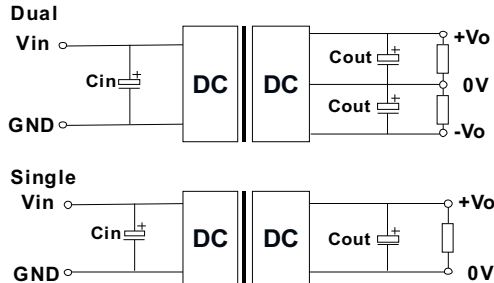 Dual
Vin
Cin
+
GND
DC
DC
Cout
+
Cout
+
+Vo
0V
-Vo
Single
Vin
Cin
+
GND
DC
DC
Cout
+
+Vo
0V